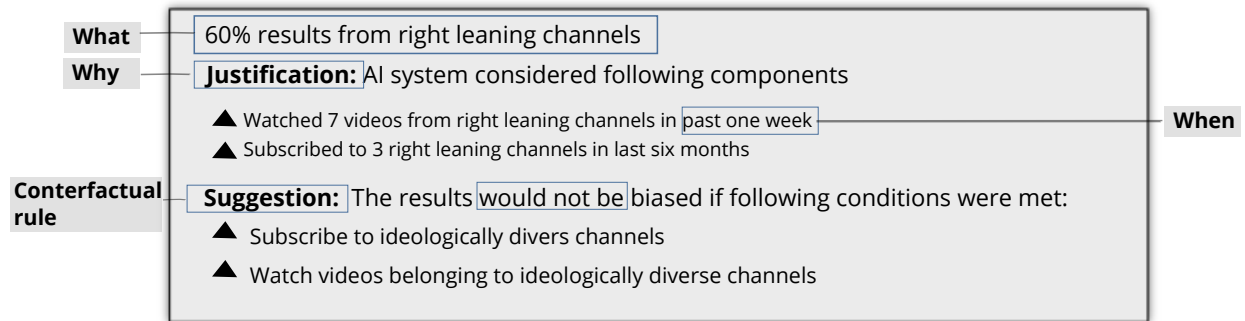 What
60% results from right leaning channels
Why
Justification: AI system considered following components
Watched 7 videos from right leaning channels in past one week
When
Subscribed to 3 right leaning channels in last six months
Conterfactual
rule
Suggestion: The results would not be biased if following conditions were met:
Subscribe to ideologically divers channels
Watch videos belonging to ideologically diverse channels